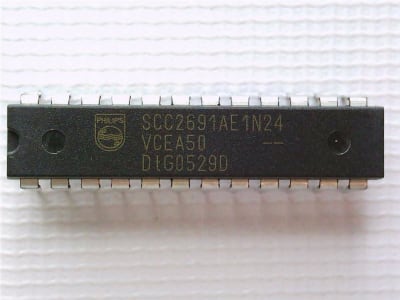 PHILIPS
SCC2691AE1N24
VCEA50 --
DtG0529D